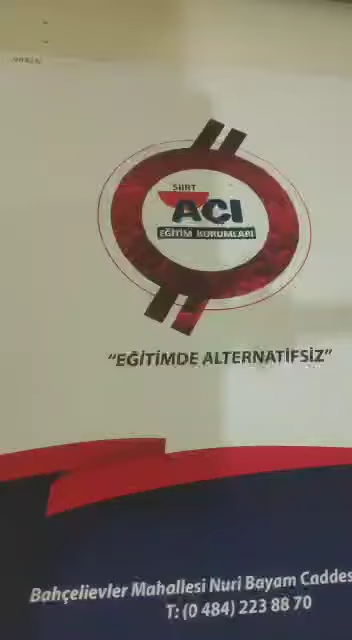 SİİRT
AÇI
EĞİTİM KURUMLARI
“EĞİTİMDE ALTERNATİFSİZ”
Bahçelievler Mahallesi Nuri Bayam Caddes
T: (0 484) 223 88 70